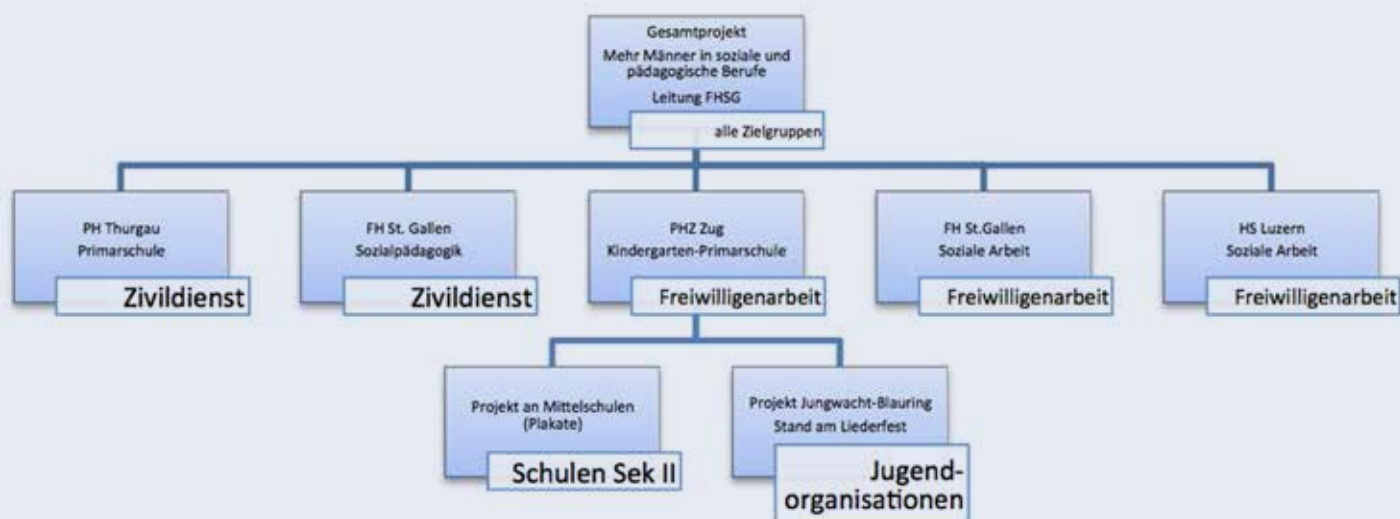 Gesamtprojekt
Mehr Männer in soziale und
pädagogische Berufe
Leitung FHSG
alle Zielgruppen
PH Thurgau
Primarschule
Zivildienst
FH St. Gallen
Sozialpädagogik
Zivildienst
PHZ Zug
Kindergarten-Primarschule
Freiwilligenarbeit
FH St.Gallen
Soziale Arbeit
Freiwilligenarbeit
HS Luzern
Soziale Arbeit
Freiwilligenarbeit
Projekt an Mittelschulen
(Plakate)
Schulen Sek II
Projekt Jungwacht-Blauring
Stand am Liederfest
Jugend-
organisationen